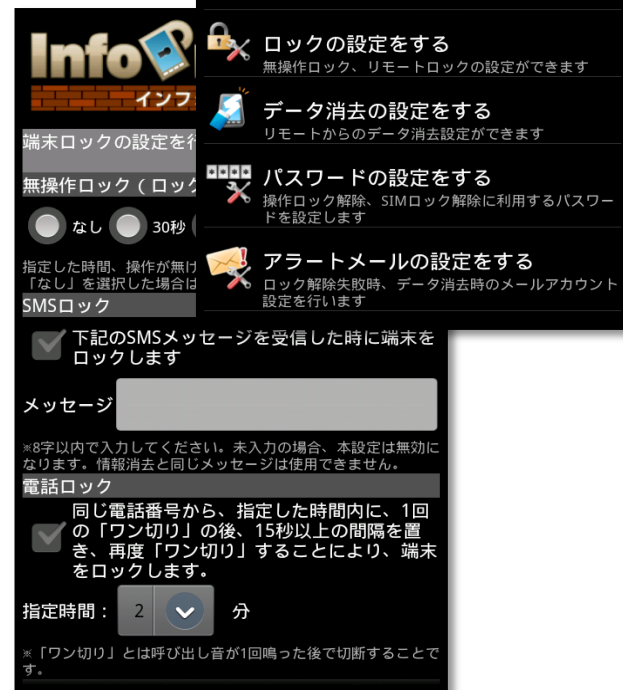 Info
インフ
端末ロックの設定を
無操作ロック ( ロック
なし
30秒
指定した時間、操作が無け
「なし」を選択した場合は
SMSロック
下記のSMSメッセージを受信した時に端末を
ロックします
メッセージ
※8字以内で入力してください。未入力の場合、本設定は無効に
なります。情報消去と同じメッセージは使用できません。
電話ロック
同じ電話番号から、指定した時間内に、1回
の「ワン切り」の後、15秒以上の間隔を置
き、再度「ワン切り」することにより、端末
をロックします。
指定時間： 2 分
※「ワン切り」とは呼び出し音が1回鳴った後で切断することで
す。
ロックの設定をする
無操作ロック、リモートロックの設定ができます
データ消去の設定をする
リモートからのデータ消去設定ができます
パスワードの設定をする
操作ロック解除、SIMロック解除に利用するパスワー
ドを設定します
アラートメールの設定をする
ロック解除失敗時、データ消去時のメールアカウント
設定を行います